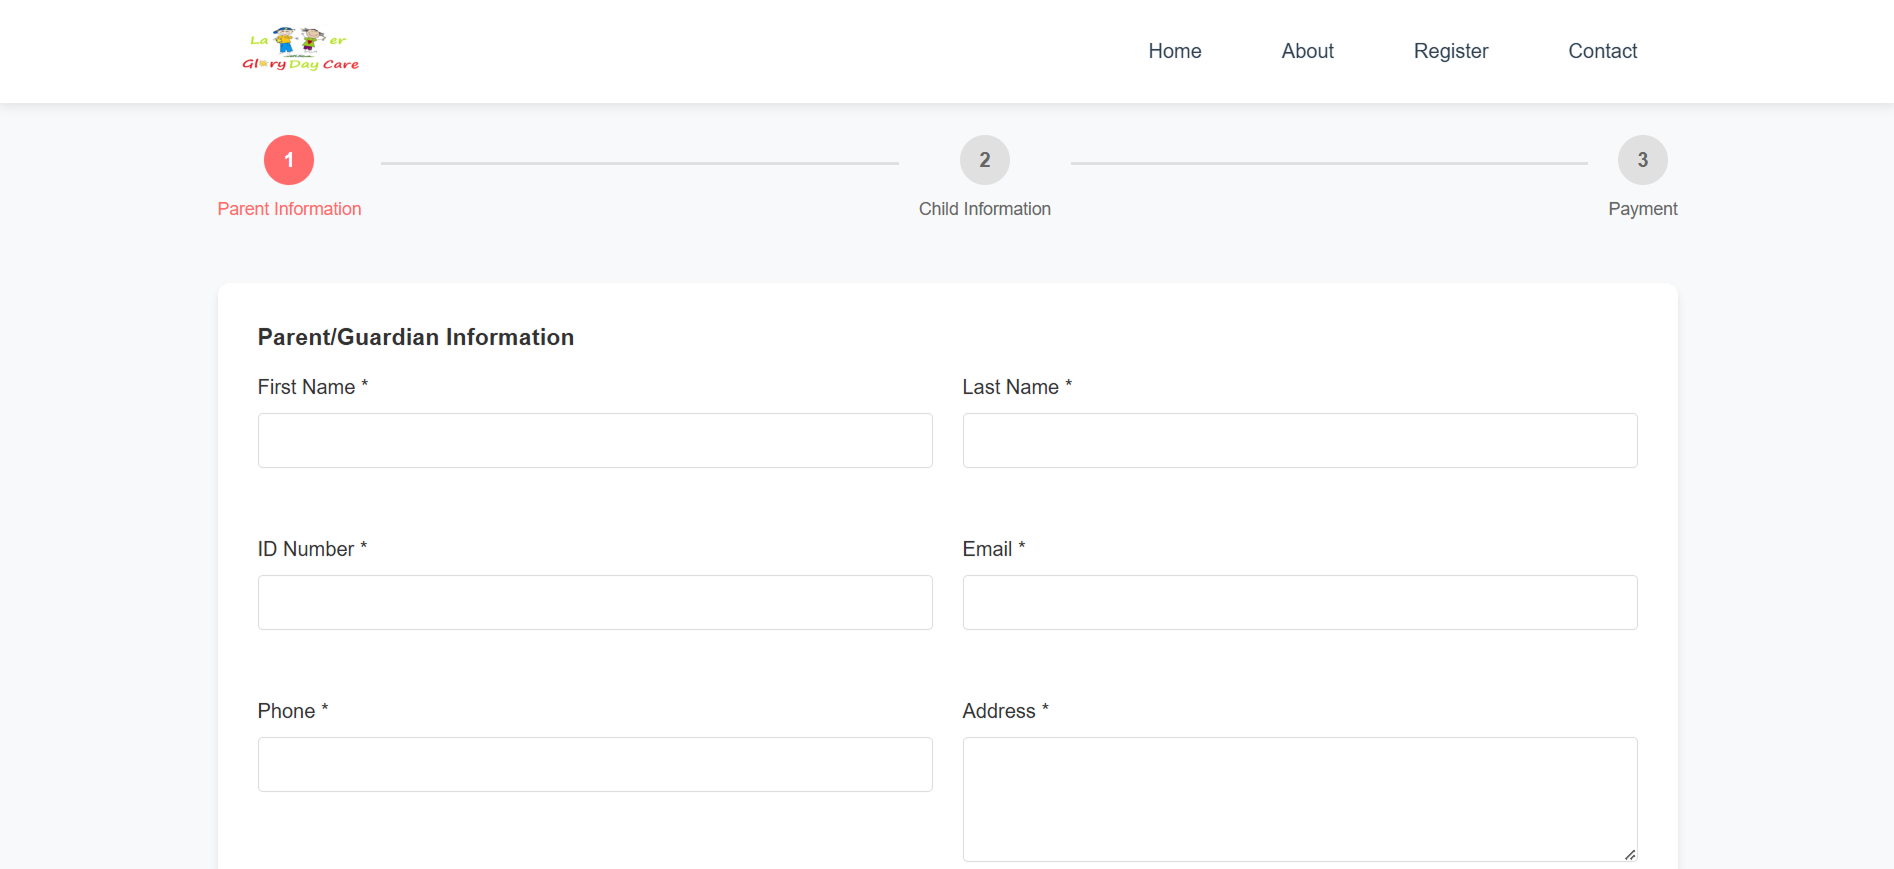 La er
Glory Day Care
Home
About
Register
Contact
1
2
3
Parent Information
Child Information
Payment
Parent/Guardian Information
First Name *
Last Name *
ID Number *
Email *
Phone *
Address *